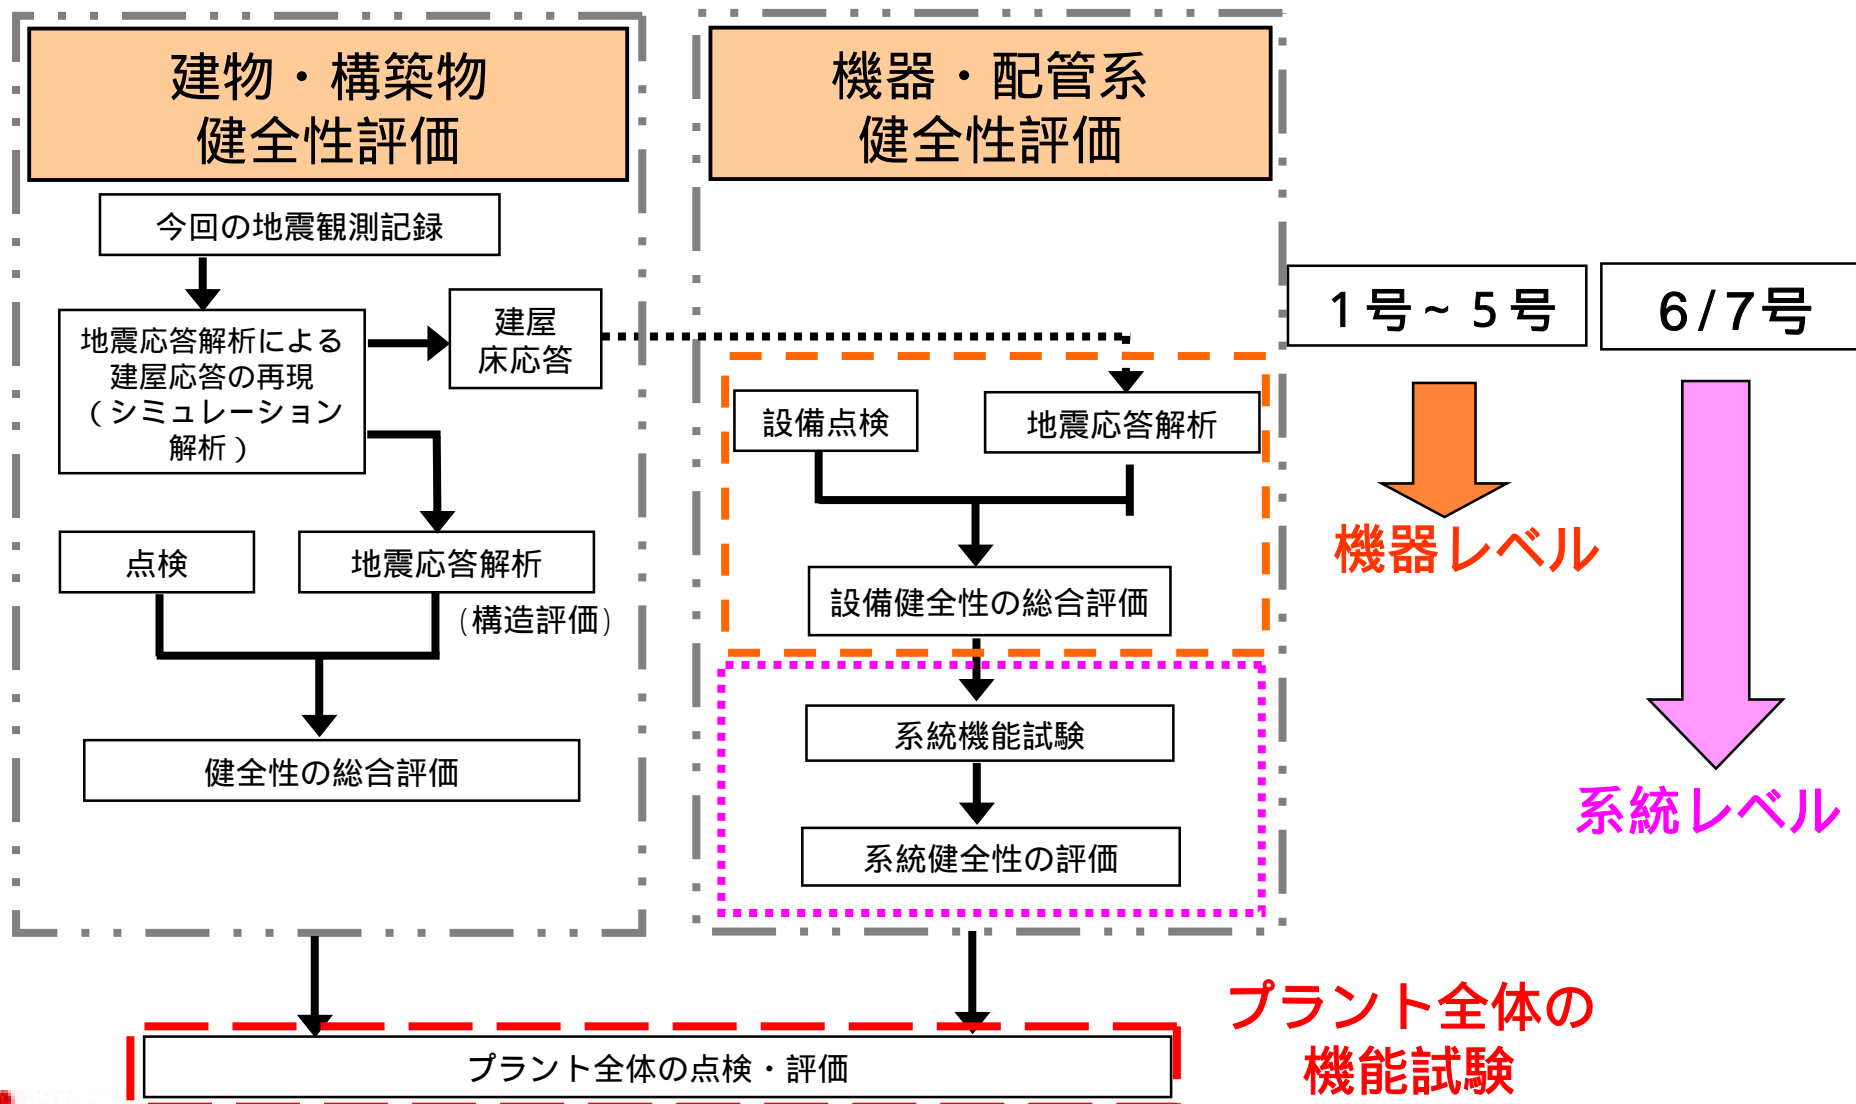 建物・構築物
健全性評価
今回の地震観測記録
地震応答解析による
建屋応答の再現
（シミュレーション
解析）
建屋
床応答
点検
地震応答解析
(構造評価)
健全性の総合評価
機器・配管系
健全性評価
設備点検
地震応答解析
設備健全性の総合評価
系統機能試験
系統健全性の評価
1号~5号
6/7号
機器レベル
系統レベル
プラント全体の点検・評価
プラント全体の
機能試験